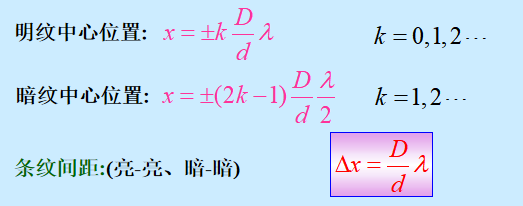 明纹中心位置: x = ±k D/d λ   k = 0,1,2⋯
暗纹中心位置: x = ±(2k−1) D/d λ/2   k = 1,2⋯
条纹间距:(亮-亮、暗-暗)   Δx = D/d λ